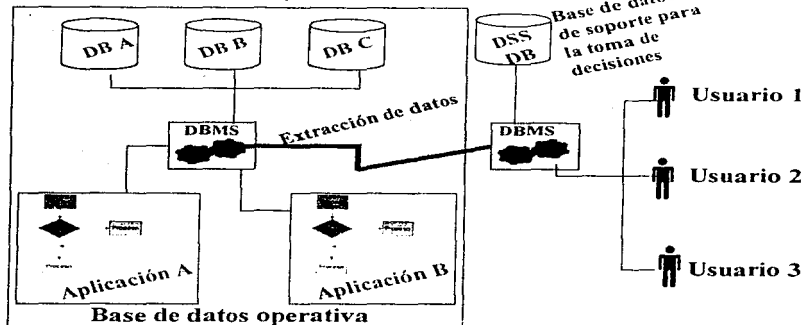 DB A
DB B
DB C
DSS
DB
Base de datos
de soporte para
la toma de
decisiones
DBMS
Extracción de datos
DBMS
Usuario 1
Usuario 2
Usuario 3
Aplicación A
Aplicación B
Base de datos operativa